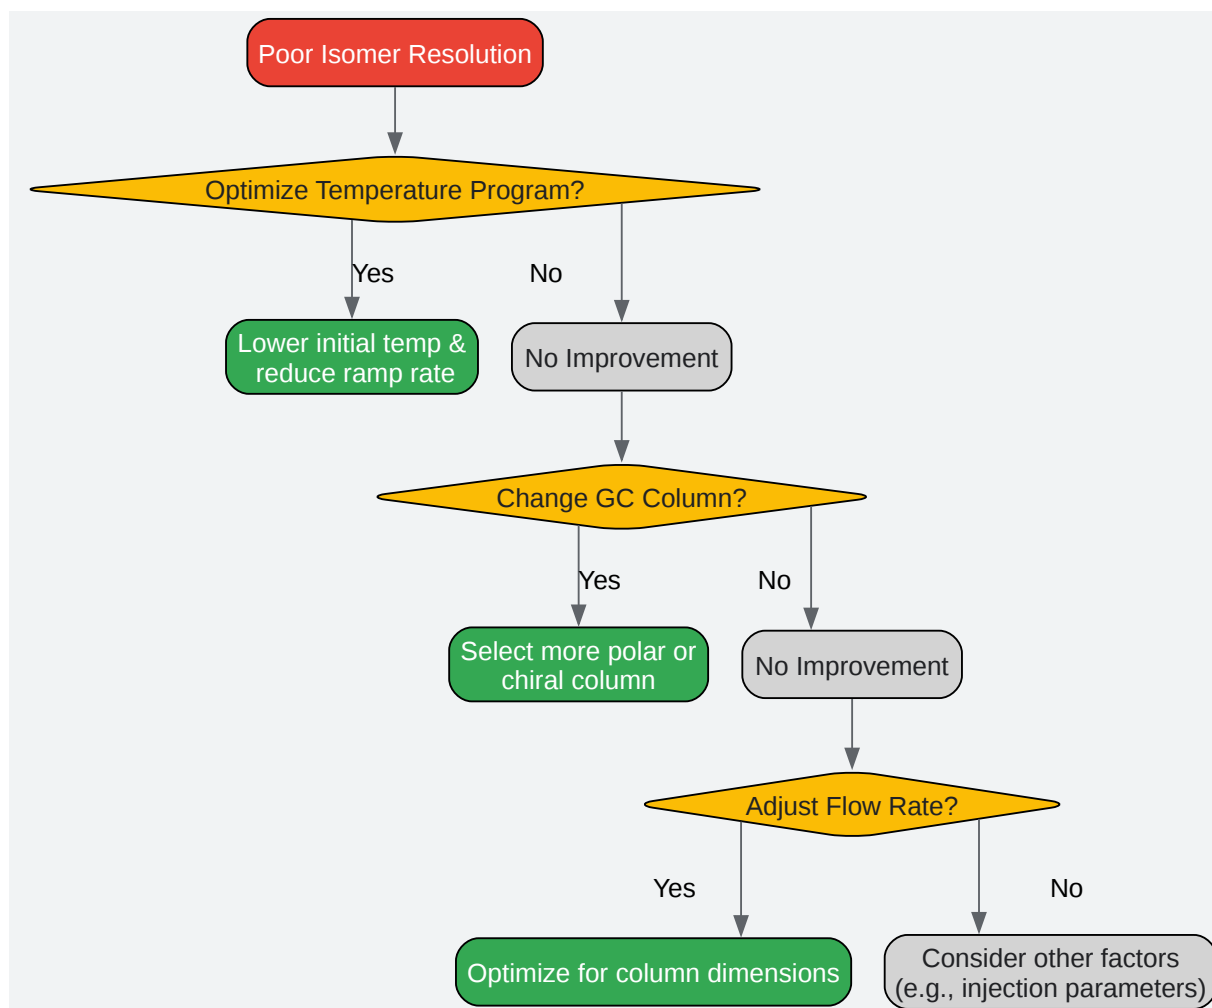 Poor Isomer Resolution
Optimize Temperature Program?
Yes
No
Lower initial temp &
reduce ramp rate
No Improvement
Change GC Column?
Yes
No
Select more polar or
chiral column
No Improvement
Adjust Flow Rate?
Yes
No
Optimize for column dimensions
Consider other factors
(e.g., injection parameters)